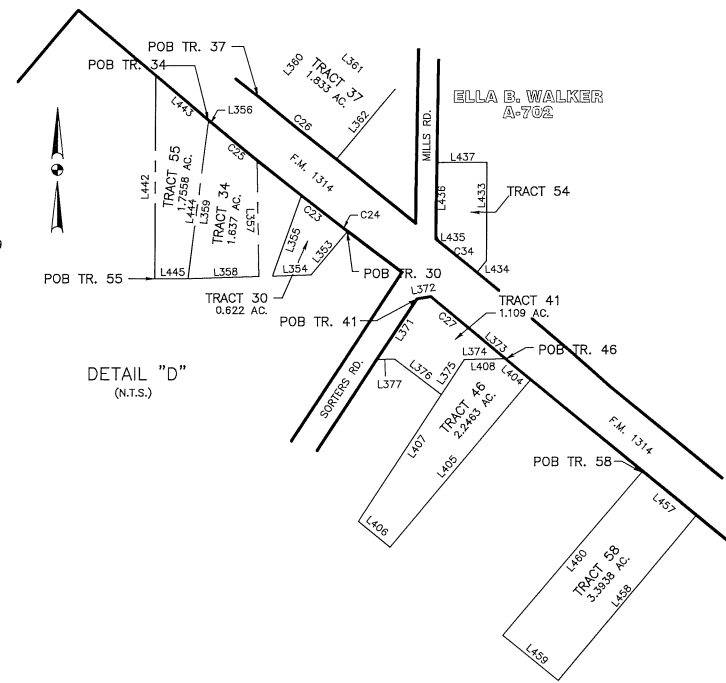 POB TR. 37
POB TR. 34
L360
L361
TRACT 37
1.833 AC.
L362
ELLA B. WALKER
A-702
MILLS RD.
L443
L356
C26
C25
F.M. 1314
L437
L436
L433
TRACT 54
L442
TRACT 55
1.7558 AC.
L444
L359
TRACT 34
1.637 AC.
L357
C23
C24
L355
L353
L435
C34
L434
POB TR. 55
L445
L358
L354
POB TR. 30
TRACT 30
0.622 AC.
L372
TRACT 41
1.109 AC.
POB TR. 41
C27
L371
L373
POB TR. 46
L374
L408
L404
L375
L376
L377
DETAIL "D"
(N.T.S.)
SORTERS RD.
TRACT 46
2.2463 AC.
L407
L405
L406
F.M. 1314
POB TR. 58
L457
L460
TRACT 58
3.3938 AC.
L458
L459